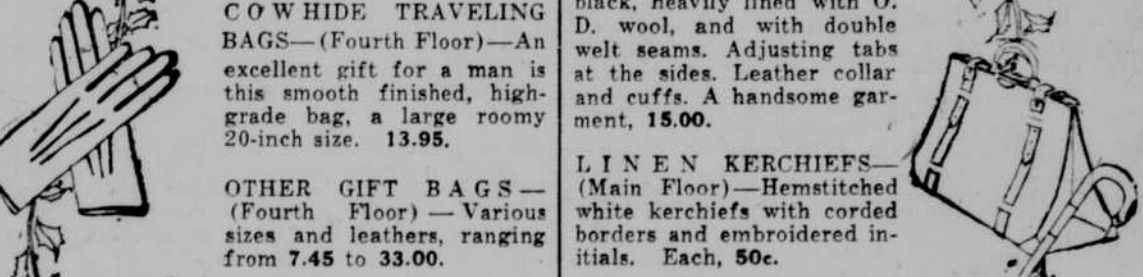 COWHIDE TRAVELING
BAGS—(Fourth Floor)—An
excellent gift for a man is
this smooth finished, high-
grade bag, a large roomy
20-inch size. 13.95.
OTHER GIFT BAGS—
(Fourth Floor) — Various
sizes and leathers, ranging
from 7.45 to 33.00.
black, heavily lined with O.
D. wool, and with double
welt seams. Adjusting tabs
at the sides. Leather collar
and cuffs. A handsome gar-
ment, 15.00.
LINEN KERCHIEFS—
(Main Floor)—Hemstitched
white kerchiefs with corded
borders and embroidered in-
itials. Each, 50c.